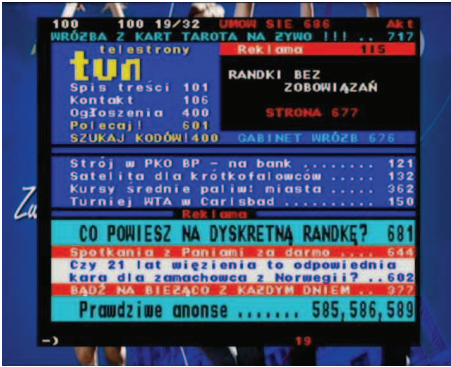 100 100 19/32 UMOW SIE 686 Akt
WRÓŻBA Z KART TAROTA NA ŻYWO !!! .. 717
telestrony
tvn
Spis treści 101
Kontakt 106
Ogłoszenia 400
Polecaj! 601
SZUKAJ KODÓW!400
Reklama 115
RANDKI BEZ
ZOBOWIĄZAŃ
STRONA 677
GABINET WRÓŻB 676
Strój w PKO BP - na bank ........ 121
Satelita dla krótkofalowców ..... 132
Kursy średnie paliw: miasta ..... 362
Turniej WTA w Carlsbad .......... 150
Reklama
CO POWIESZ NA DYSKRETNĄ RANDKĘ? 681
Spotkania z Paniami za darmo .... 644
Czy 21 lat więzienia to odpowiednia
kara dla zamachowca z Norwegii? ..602
BĄDŹ NA BIEŻĄCO Z KAŻDYM DNIEM .. 377
Prawdziwe anonse ....... 585,586,589
-) 19